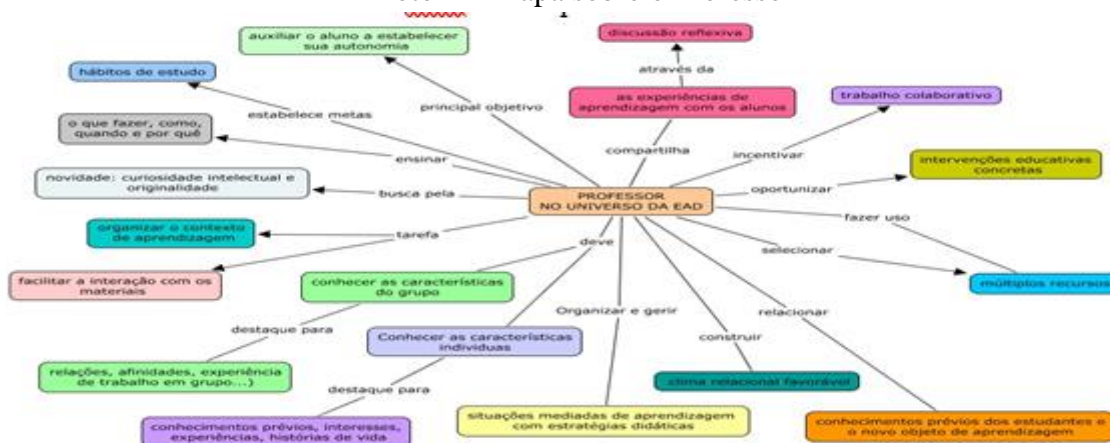 discussão reflexiva
auxiliar o aluno a estabelecer
sua autonomia
através da
hábitos de estudo
as experiências de
aprendizagem com os alunos
trabalho colaborativo
principal objetivo
estabelece metas
o que fazer, como,
quando e por quê
compartilha
incentivar
ensinar
intervenções educativas
concretas
novidade: curiosidade intelectual e
originalidade
busca pela
oportunizar
PROFESSOR
NO UNIVERSO DA EAD
fazer uso
organizar o contexto
de aprendizagem
tarefa
deve
selecionar
facilitar a interação com os
materiais
conhecer as características
do grupo
múltiplos recursos
Organizar e gerir
relacionar
destaque para
Conhecer as características
individuas
construir
relações, afinidades, experiência
de trabalho em grupo...)
destaque para
clima relacional favorável
conhecimentos prévios, interesses,
experiências, histórias de vida
situações mediadas de aprendizagem
com estratégias didáticas
conhecimentos prévios dos estudantes e
o novo objeto de aprendizagem